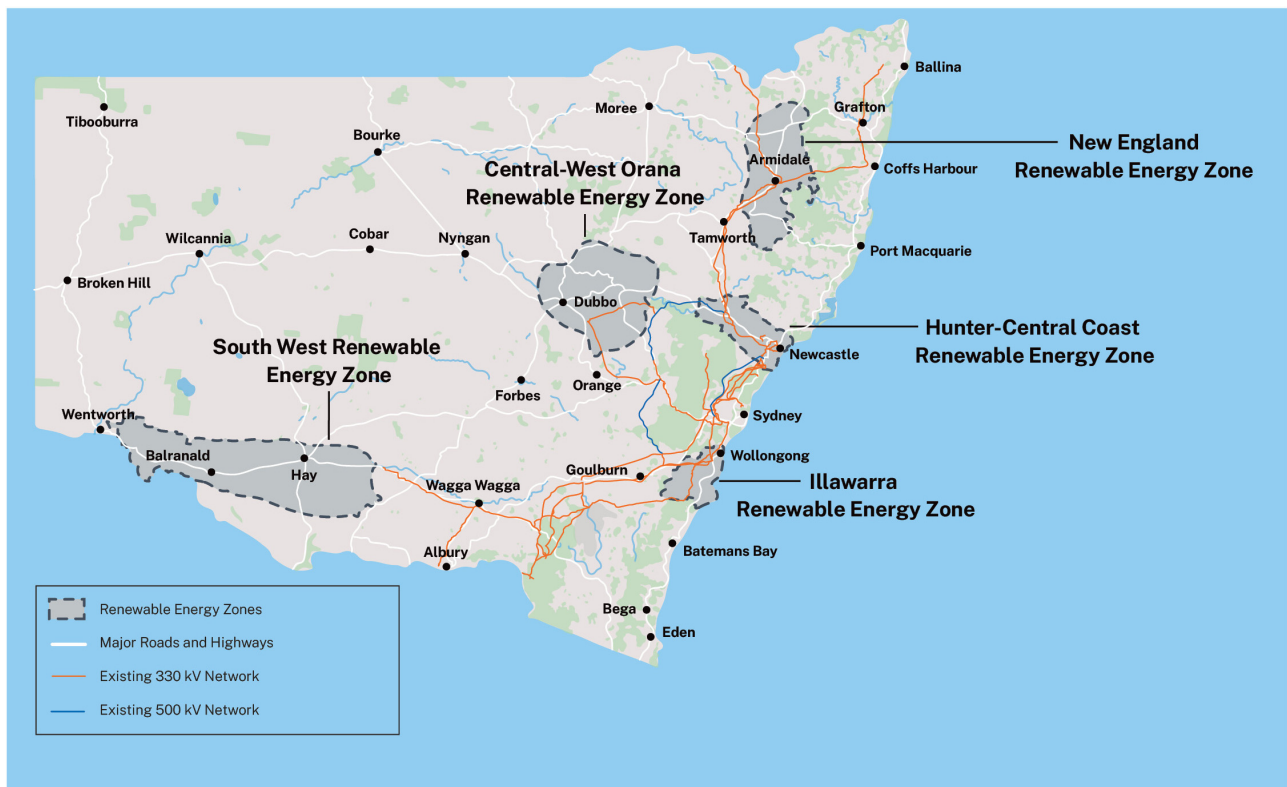 Ballina
Tibooburra
Moree
Grafton
Bourke
New England
Renewable Energy Zone
Armidale
Central-West Orana
Renewable Energy Zone
Coffs Harbour
Wilcannia
Cobar
Nyngan
Tamworth
Port Macquarie
Broken Hill
Dubbo
Hunter-Central Coast
Renewable Energy Zone
South West Renewable
Energy Zone
Newcastle
Orange
Forbes
Wentworth
Sydney
Balranald
Hay
Goulburn
Wollongong
Wagga Wagga
Illawarra
Renewable Energy Zone
Albury
Batemans Bay
Bega
Eden
Renewable Energy Zones
Major Roads and Highways
Existing 330 kV Network
Existing 500 kV Network